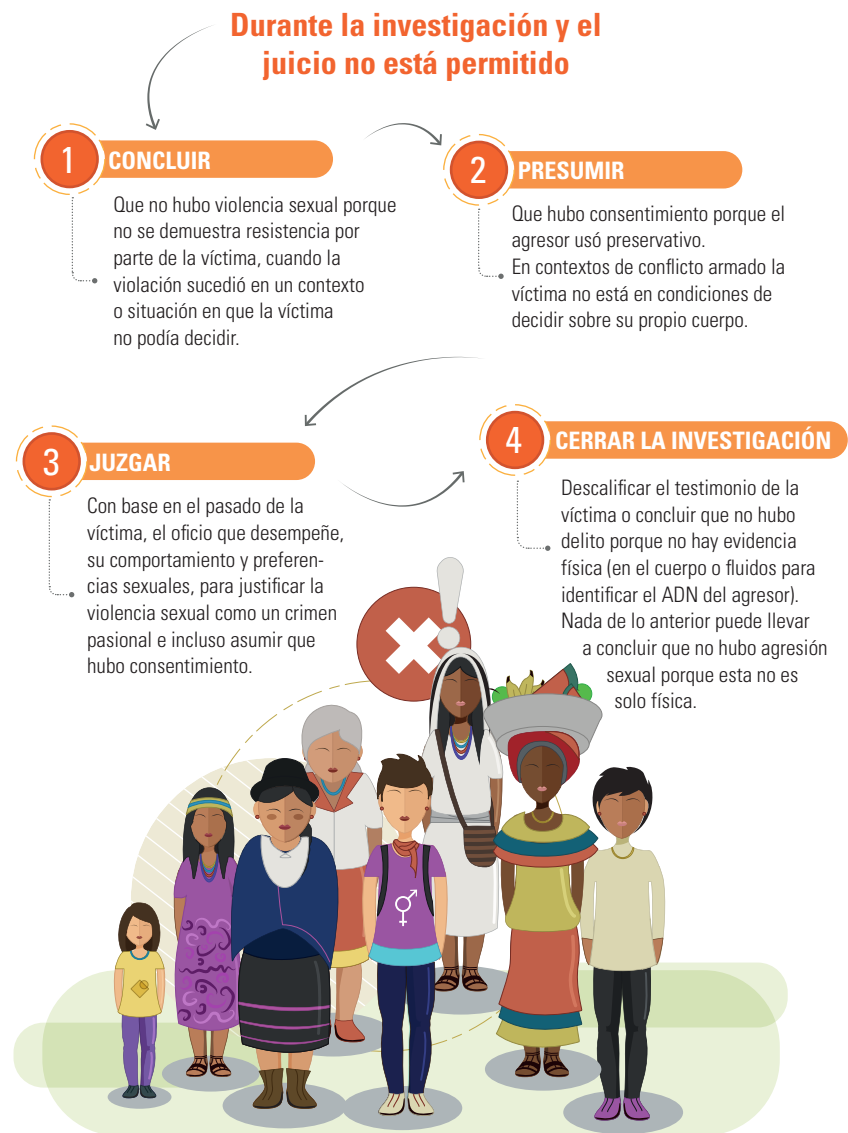 Durante la investigación y el
juicio no está permitido
1
CONCLUIR
Que no hubo violencia sexual porque
no se demuestra resistencia por
parte de la víctima, cuando la
violación sucedió en un contexto
o situación en que la víctima
no podía decidir.
2
PRESUMIR
Que hubo consentimiento porque el
agresor usó preservativo.
En contextos de conflicto armado la
víctima no está en condiciones de
decidir sobre su propio cuerpo.
3
JUZGAR
Con base en el pasado de la
víctima, el oficio que desempeñe,
su comportamiento y preferen-
cias sexuales, para justificar la
violencia sexual como un crimen
pasional e incluso asumir que
hubo consentimiento.
4
CERRAR LA INVESTIGACIÓN
Descalificar el testimonio de la
víctima o concluir que no hubo
delito porque no hay evidencia
física (en el cuerpo o fluidos para
identificar el ADN del agresor).
Nada de lo anterior puede llevar
a concluir que no hubo agresión
sexual porque esta no es
solo física.